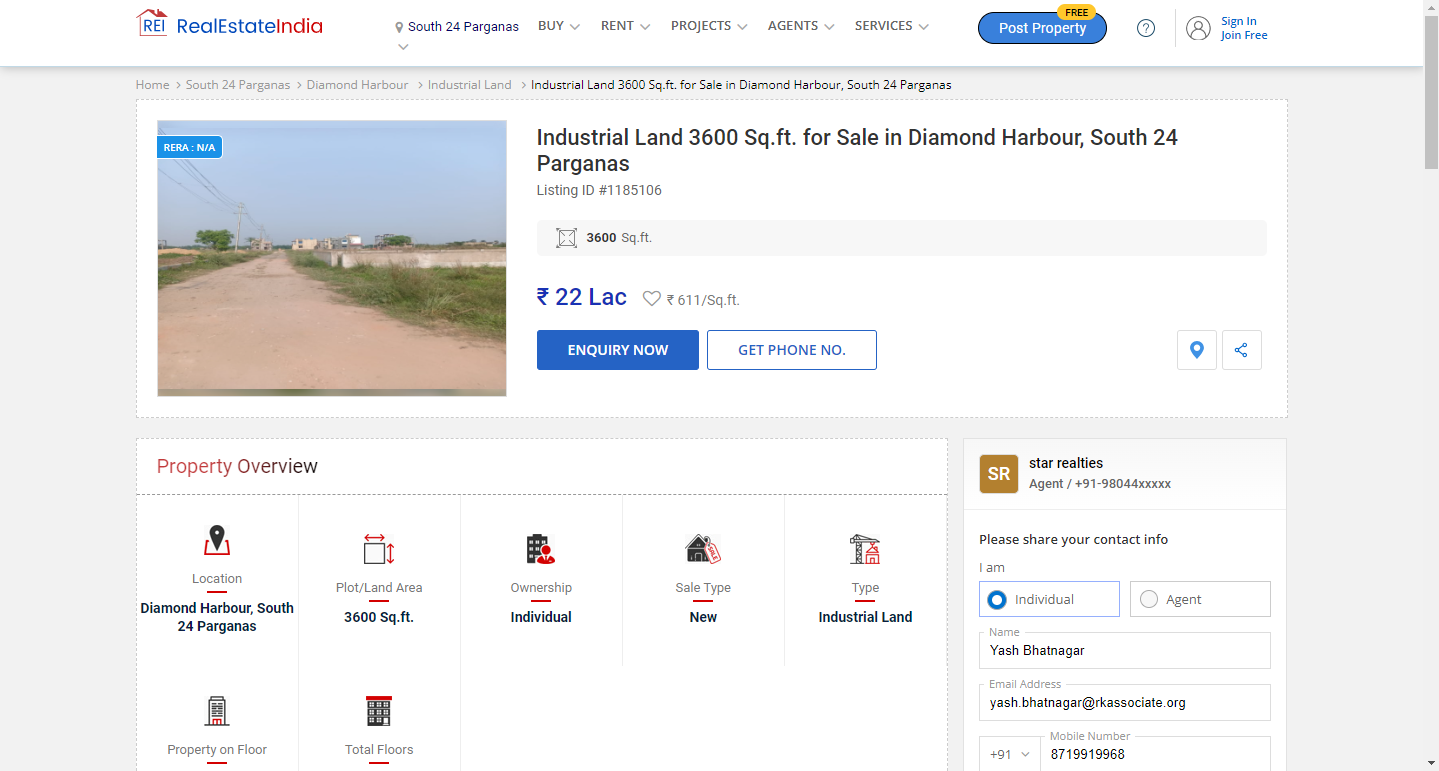 REI RealEstateIndia
South 24 Parganas
BUY
RENT
PROJECTS
AGENTS
SERVICES
FREE
Post Property
?
Sign In
Join Free
Home > South 24 Parganas > Diamond Harbour > Industrial Land > Industrial Land 3600 Sq.ft. for Sale in Diamond Harbour, South 24 Parganas
RERA : N/A
Industrial Land 3600 Sq.ft. for Sale in Diamond Harbour, South 24
Parganas
Listing ID #1185106
3600 Sq.ft.
₹ 22 Lac
₹ 611/Sq.ft.
ENQUIRY NOW
GET PHONE NO.
Property Overview
Location
Diamond Harbour, South
24 Parganas
Plot/Land Area
3600 Sq.ft.
Ownership
Individual
Sale Type
SALE
New
Type
Industrial Land
Property on Floor
Total Floors
SR
star realties
Agent / +91-98044xxxxx
Please share your contact info
I am
Individual
Agent
Name
Yash Bhatnagar
Email Address
yash.bhatnagar@rkassociate.org
+91
Mobile Number
8719919968